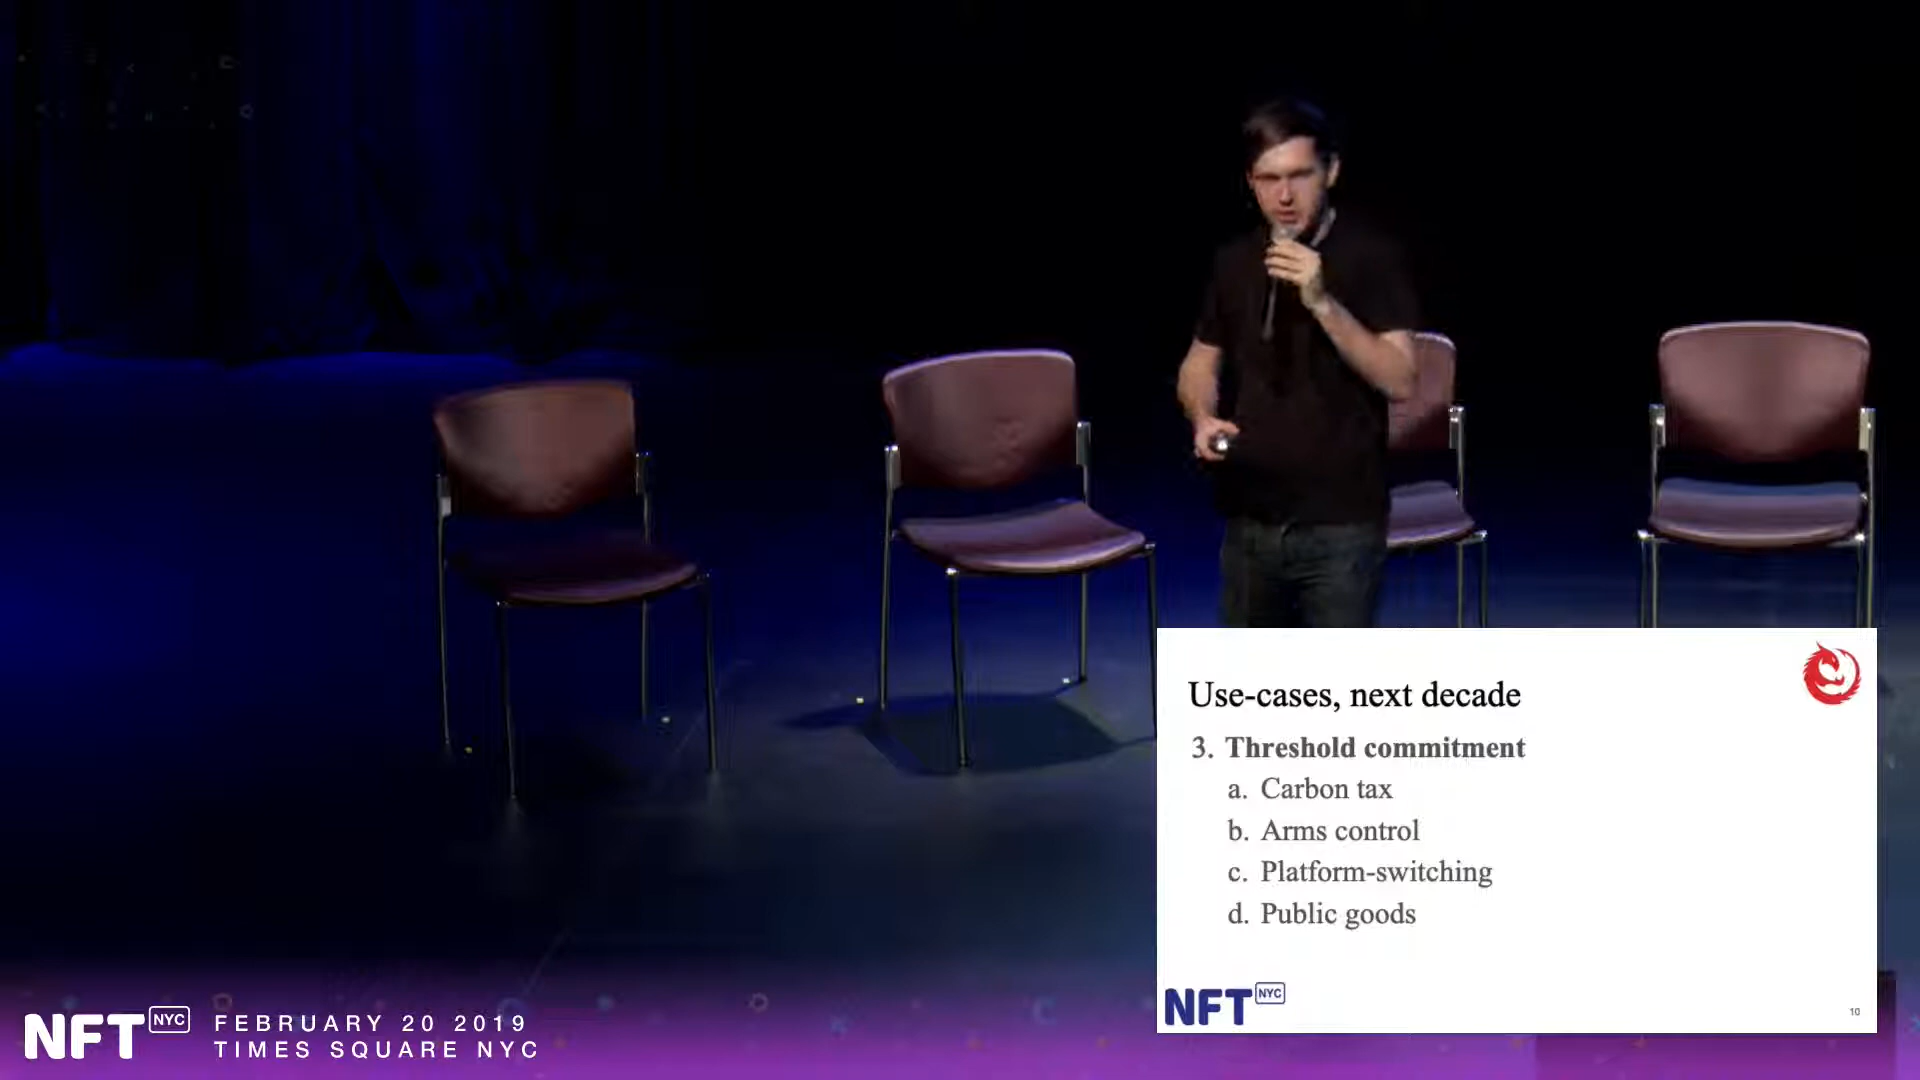 Use-cases, next decade
3. Threshold commitment
a. Carbon tax
b. Arms control
c. Platform-switching
d. Public goods
NFT NYC
10
NFT NYC
FEBRUARY 20 2019
TIMES SQUARE NYC